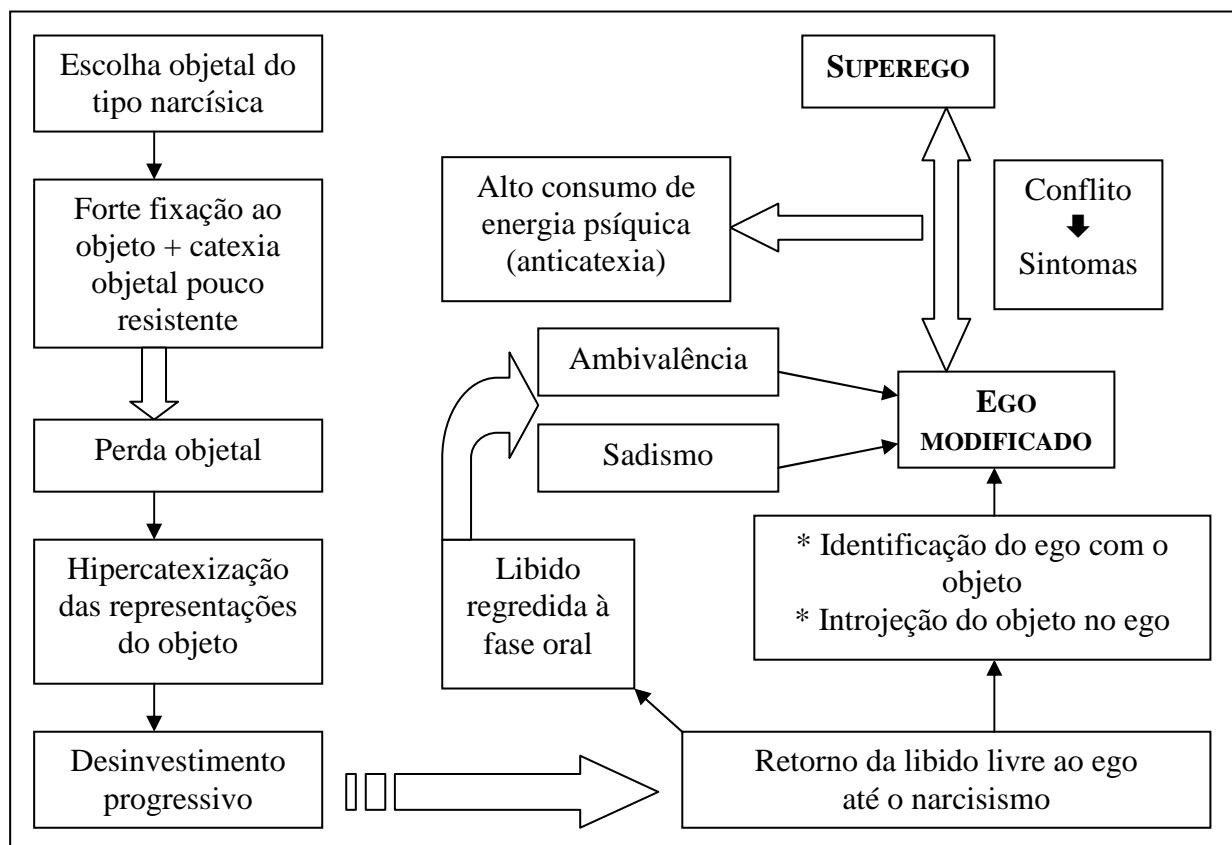 Escolha objetal do
tipo narcísica
Forte fixação ao
objeto + catexia
objetal pouco
resistente
Perda objetal
Hipercatexização
das representações
do objeto
Desinvestimento
progressivo
SUPEREGO
Alto consumo de
energia psíquica
(anticatexia)
Conflito
Sintomas
Ambivalência
Sadismo
EGO
MODIFICADO
Libido
regredida à
fase oral
* Identificação do ego com o
objeto
* Introjeção do objeto no ego
Retorno da libido livre ao ego
até o narcisismo